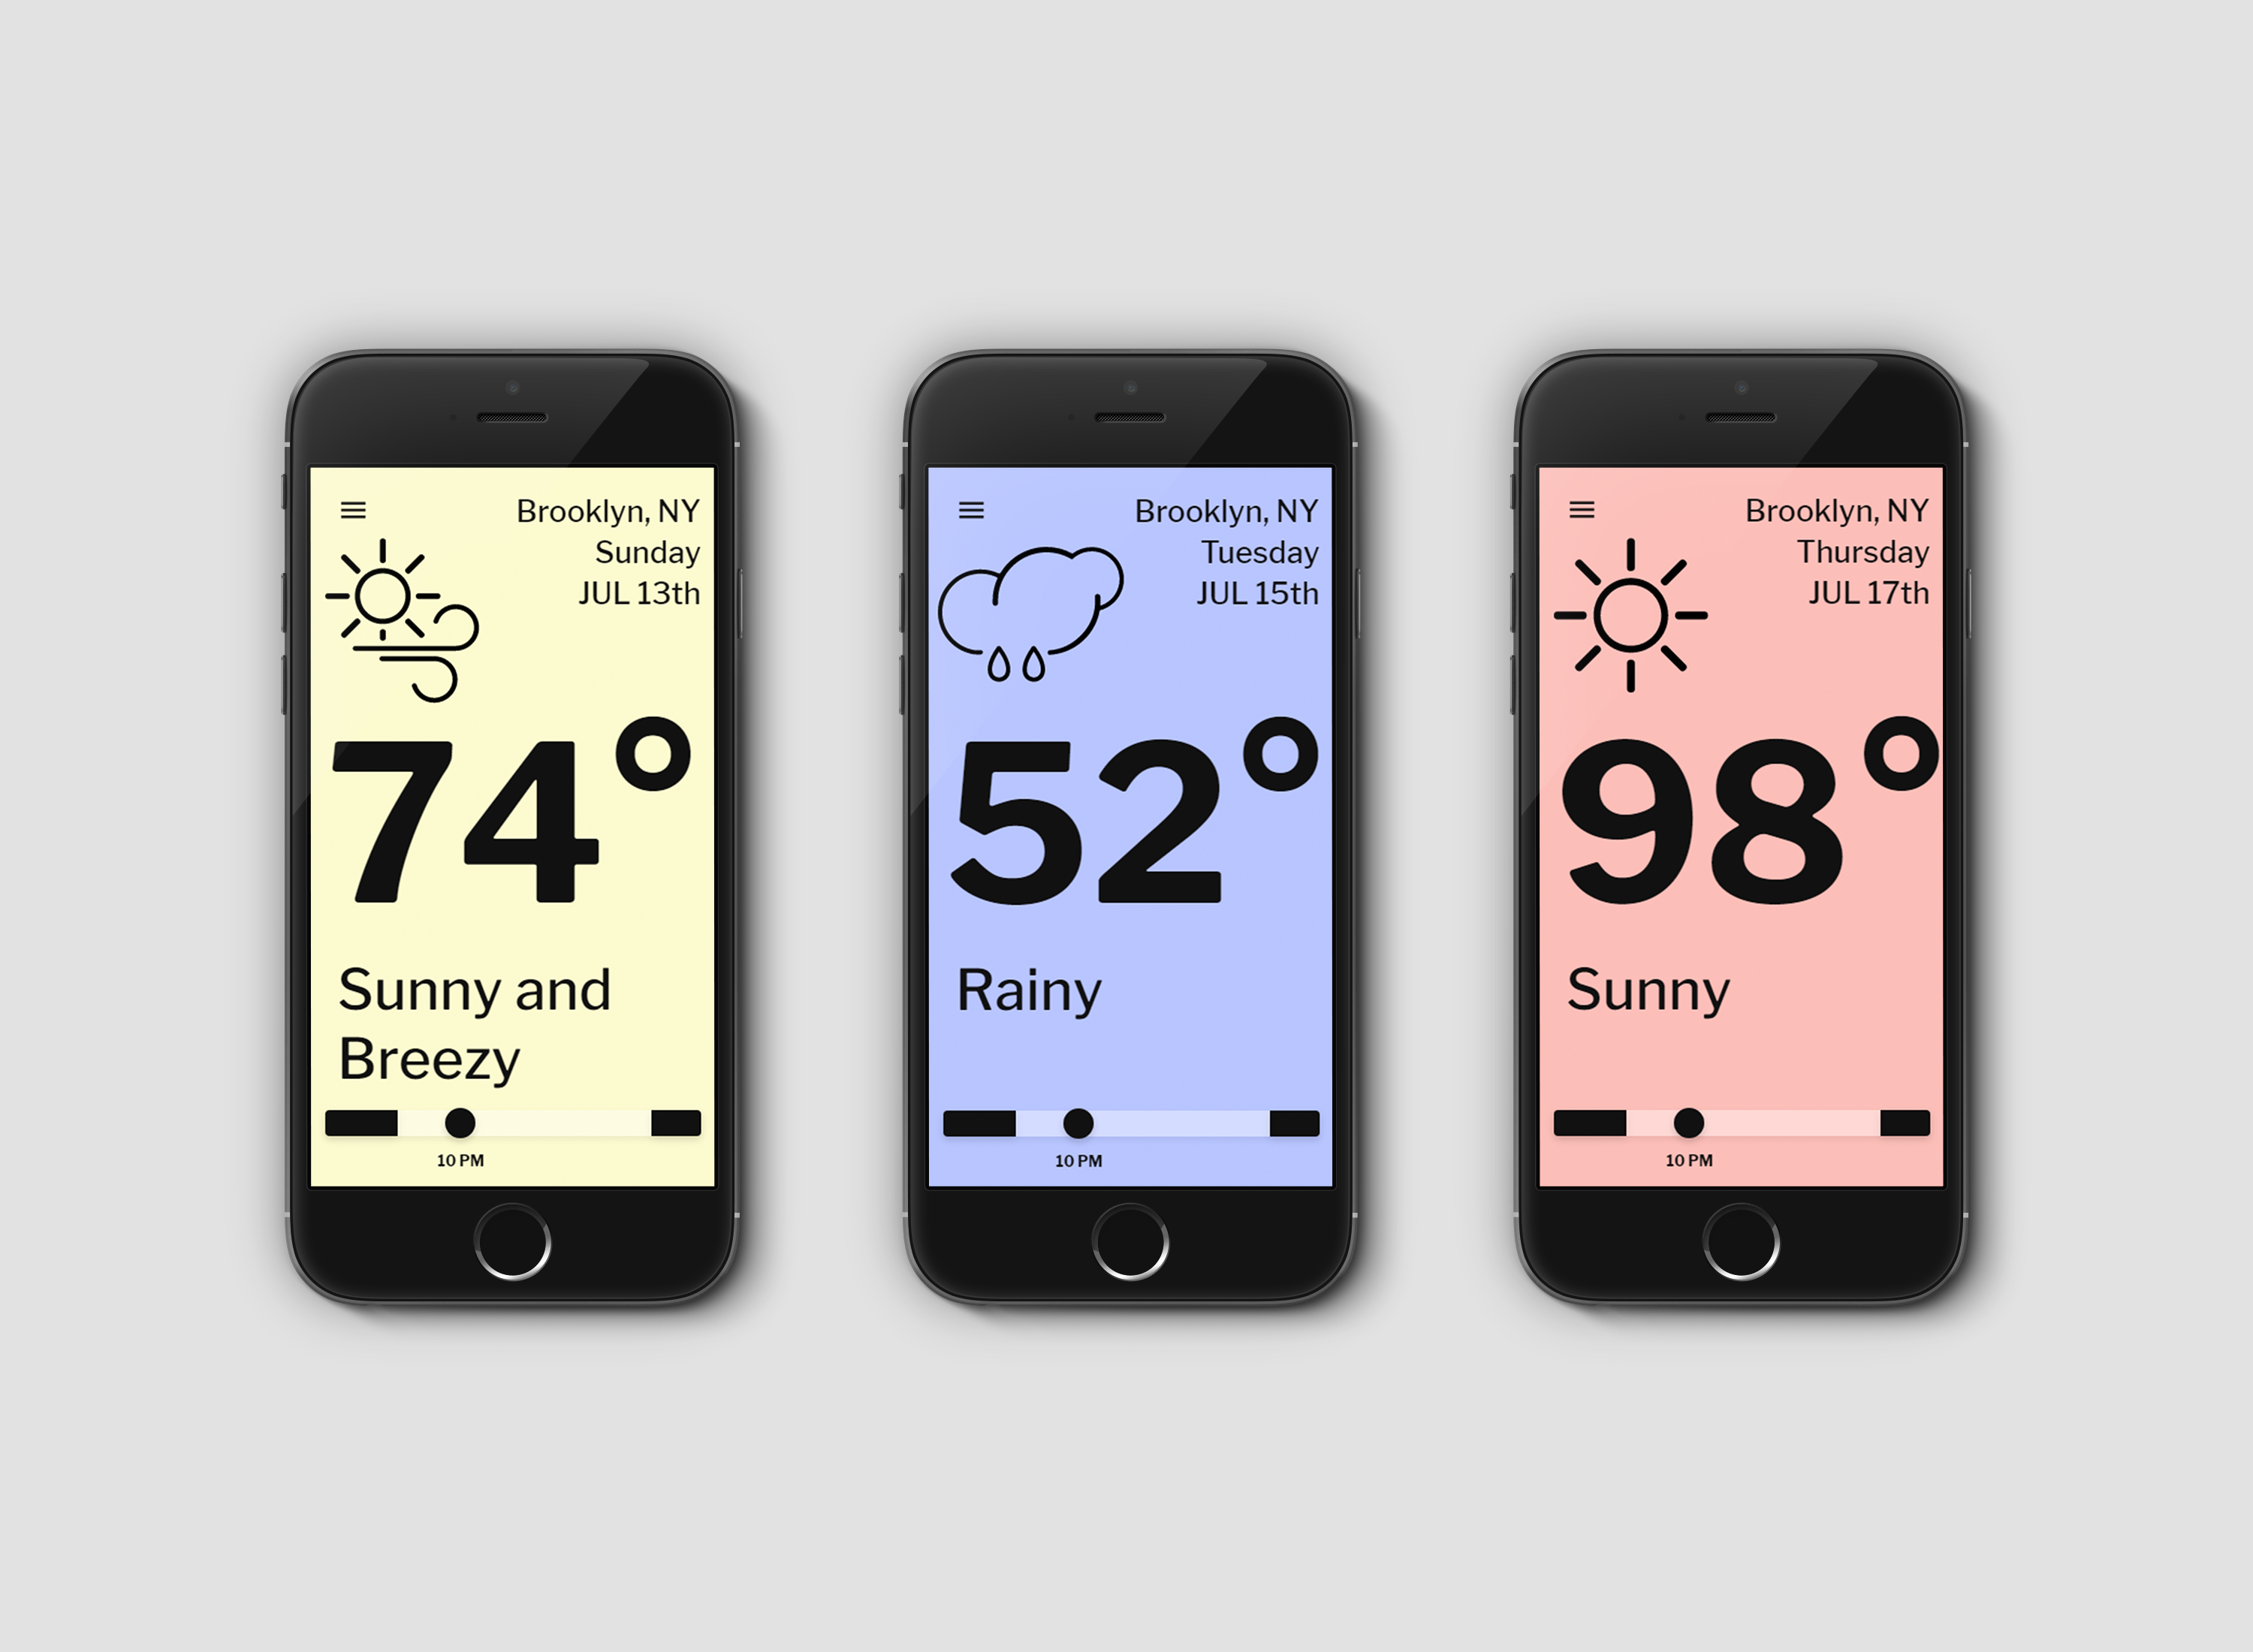 Brooklyn, NY
Sunday
JUL 13th
74°
Sunny and
Breezy
10 PM
Brooklyn, NY
Tuesday
JUL 15th
52°
Rainy
10 PM
Brooklyn, NY
Thursday
JUL 17th
98°
Sunny
10 PM